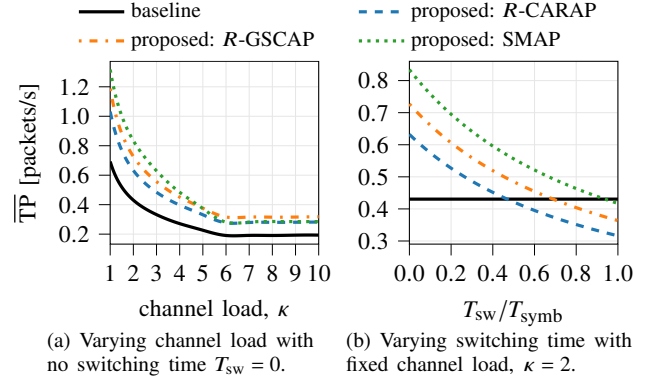 baseline
proposed: R-GSCAP
proposed: R-CARAP
proposed: SMAP
TP [packets/s]
1.2
1.0
0.8
0.6
0.4
0.2
1 2 3 4 5 6 7 8 9 10
channel load, κ
0.8
0.7
0.6
0.5
0.4
0.3
0.0 0.2 0.4 0.6 0.8 1.0
Tsw/Tsymb
(a) Varying channel load with
no switching time Tsw = 0.
(b) Varying switching time with
fixed channel load, κ = 2.